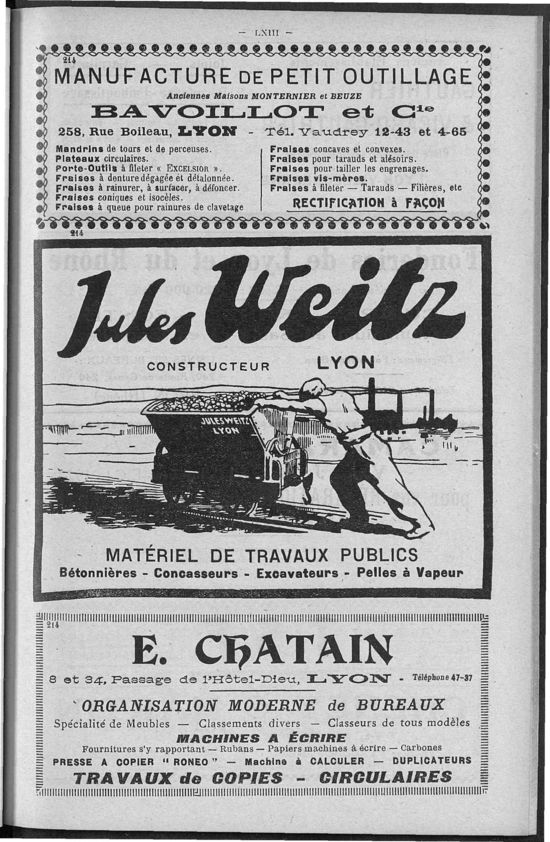 — LXIII —
214
MANUFACTURE DE PETIT OUTILLAGE
Anciennes Maisons MONTERNIER et BEUZE
BAVOILLOT et Cie
258, Rue Boileau, LYON - Tél. Vaudrey 12-43 et 4-65
Mandrins de tours et de perceuses.
Plateaux circulaires.
Porte-Outils à fileter « EXCELSIOR ».
Fraises à denture dégagée et détalonnée.
Fraises à rainurer, à surfacer, à défoncer.
Fraises coniques et isocèles.
Fraises à queue pour rainures de clavetage
Fraises concaves et convexes.
Fraises pour tarauds et alésoirs.
Fraises pour tailler les engrenages.
Fraises vis-mères.
Fraises à fileter — Tarauds — Filières, etc
RECTIFICATION à FAÇON
214
Jules Weitz
CONSTRUCTEUR LYON
JULES WEITZ
LYON
MATÉRIEL DE TRAVAUX PUBLICS
Bétonnières - Concasseurs - Excavateurs - Pelles à Vapeur
214
E. CHATAIN
8 et 34, Passage de l'Hôtel-Dieu, LYON - Téléphone 47-37
ORGANISATION MODERNE de BUREAUX
Spécialité de Meubles — Classements divers — Classeurs de tous modèles
MACHINES A ÉCRIRE
Fournitures s'y rapportant — Rubans — Papiers machines à écrire — Carbones
PRESSE A COPIER "RONEO" — Machine à CALCULER — DUPLICATEURS
TRAVAUX de COPIES - CIRCULAIRES